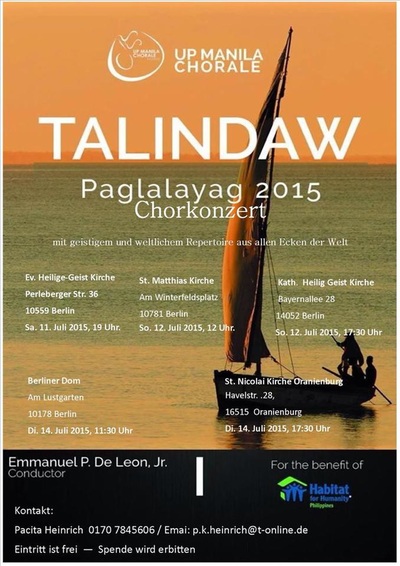 UP MANILA
CHORALE
UP MANILA
CHORALE
TALINDAW
Paglalayag 2015
Chorkonzert
mit geistigem und weltlichem Repertoire aus allen Ecken der Welt
Ev. Heilige-Geist Kirche
Perleberger Str. 36
10559 Berlin
Sa. 11. Juli 2015, 19 Uhr.
St. Matthias Kirche
Am Winterfeldsplatz
10781 Berlin
So. 12. Juli 2015, 12 Uhr.
Kath. Heilig Geist Kirche
Bayernallee 28
14052 Berlin
So. 12. Juli 2015, 17:30 Uhr
Berliner Dom
Am Lustgarten
10178 Berlin
Di. 14 Juli 2015, 11:30 Uhr
St. Nicolai Kirche Oranienburg
Havelstr. .28,
16515 Oranienburg
Di. 14 Juli 2015, 17:30 Uhr
Emmanuel P. De Leon, Jr.
Conductor
For the benefit of
Habitat
for Humanity
Philippines
Kontakt:
Pacita Heinrich 0170 7845606 / Emai: p.k.heinrich@t-online.de
Eintritt ist frei — Spende wird erbitten